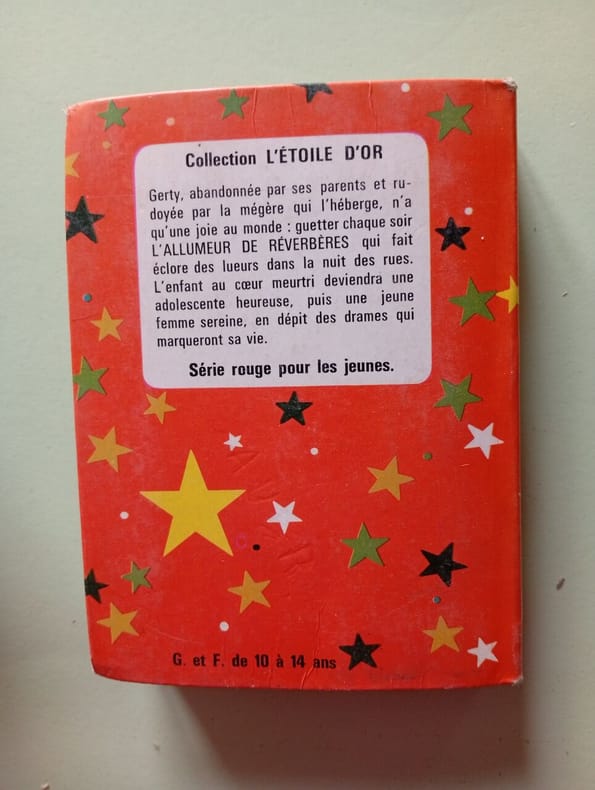 Collection L'ÉTOILE D'OR
Gerty, abandonnée par ses parents et ru-
doyée par la mégère qui l'héberge, n'a
qu'une joie au monde : guetter chaque soir
L'ALLUMEUR DE RÉVERBÈRES qui fait
éclore des lueurs dans la nuit des rues.
L'enfant au cœur meurtri deviendra une
adolescente heureuse, puis une jeune
femme sereine, en dépit des drames qui
marqueront sa vie.
Série rouge pour les jeunes.
G. et F. de 10 à 14 ans